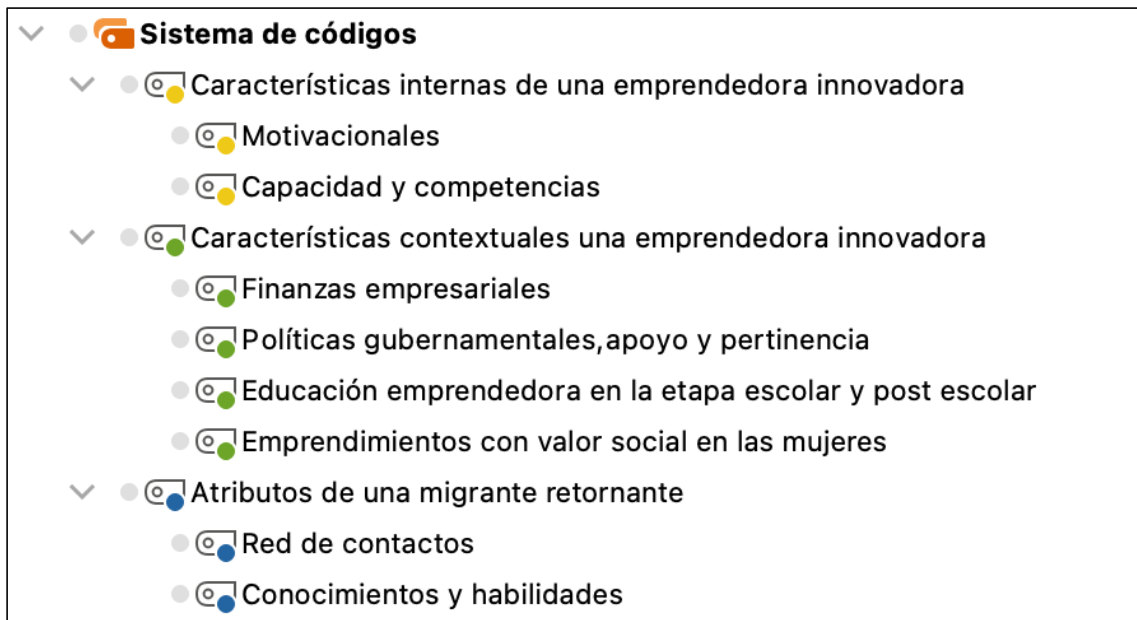 Sistema de códigos
Características internas de una emprendedora innovadora
Motivacionales
Capacidad y competencias
Características contextuales una emprendedora innovadora
Finanzas empresariales
Políticas gubernamentales,apoyo y pertinencia
Educación emprendedora en la etapa escolar y post escolar
Emprendimientos con valor social en las mujeres
Atributos de una migrante retornante
Red de contactos
Conocimientos y habilidades